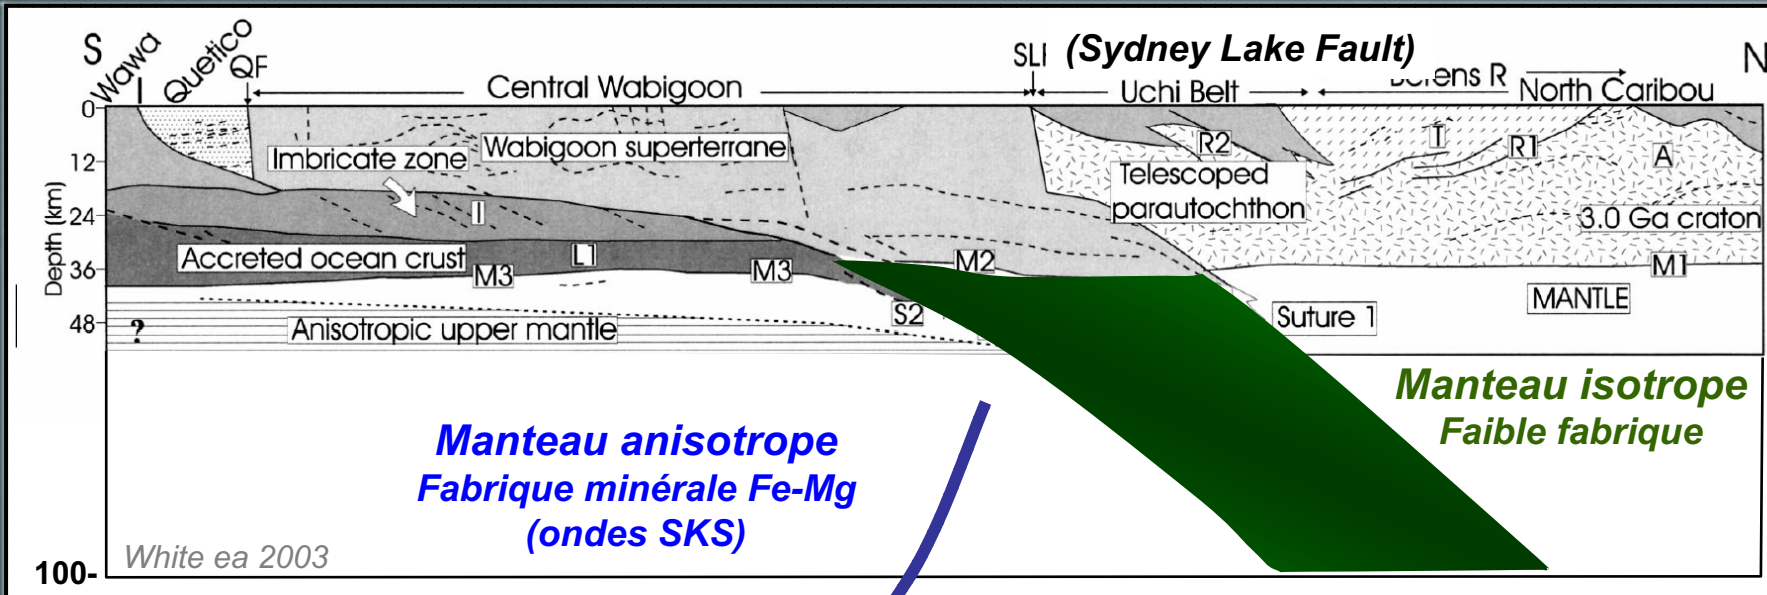 S
Wawa
Quetico
QF
Central Wabigoon
(Sydney Lake Fault)
Uchi Belt
North Caribou
N
Depth (km)
0
12
24
36
48
100-
Imbricate zone
Wabigoon superterrane
R2
T
R1
A
Telescoped
parautochthon
3.0 Ga craton
I
Accreted ocean crust
L1
M3
M3
M2
M1
S2
MANTLE
Suture 1
?
Anisotropic upper mantle
Manteau anisotrope
Fabrique minérale Fe-Mg
(ondes SKS)
Manteau isotrope
Faible fabrique
White ea 2003